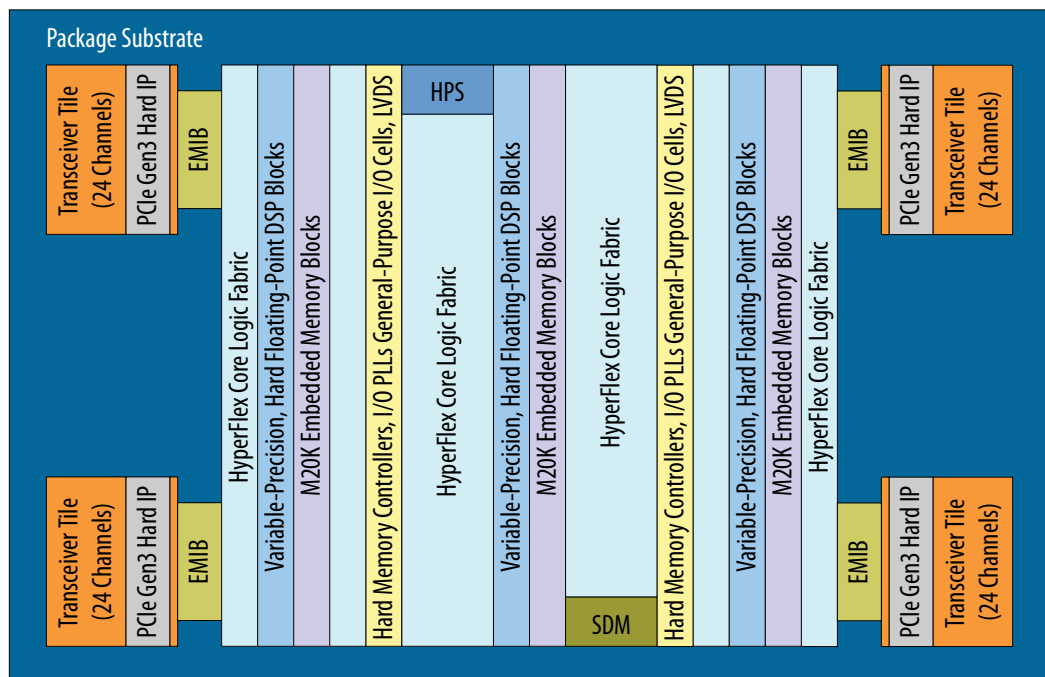 Package Substrate
Transceiver Tile
(24 Channels)
PCIe Gen3 Hard IP
EMIB
Transceiver Tile
(24 Channels)
PCIe Gen3 Hard IP
EMIB
HyperFlex Core Logic Fabric
Variable-Precision, Hard Floating-Point DSP Blocks
M20K Embedded Memory Blocks
Hard Memory Controllers, I/O PLLs General-Purpose I/O Cells, LVDS
HPS
HyperFlex Core Logic Fabric
Variable-Precision, Hard Floating-Point DSP Blocks
M20K Embedded Memory Blocks
HyperFlex Core Logic Fabric
SDM
Hard Memory Controllers, I/O PLLs General-Purpose I/O Cells, LVDS
Variable-Precision, Hard Floating-Point DSP Blocks
M20K Embedded Memory Blocks
HyperFlex Core Logic Fabric
EMIB
PCIe Gen3 Hard IP
Transceiver Tile
(24 Channels)
EMIB
PCIe Gen3 Hard IP
Transceiver Tile
(24 Channels)